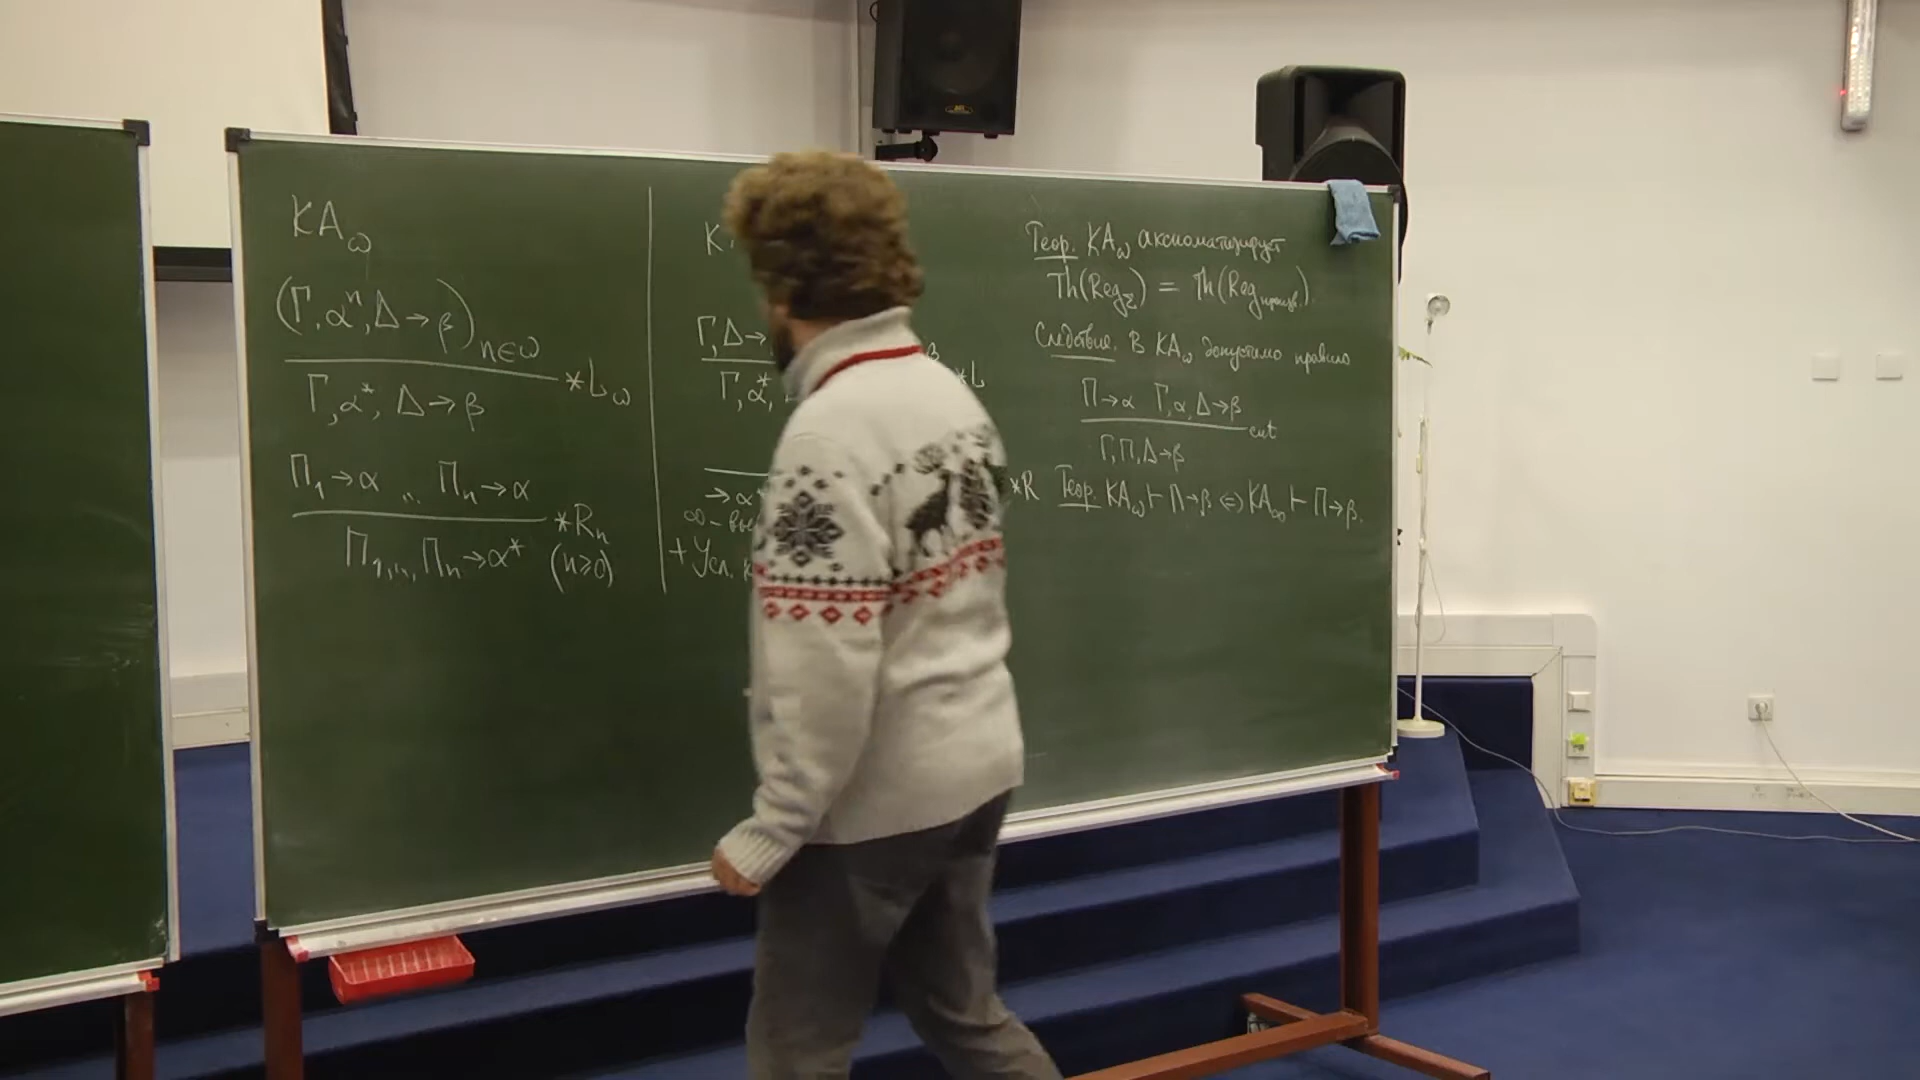 KA_ω
(Γ, α^n, Δ → β)_{n∈ω}
*L_ω
Γ, α*, Δ → β
Π_1 → α ... Π_n → α
*R_n
Π_1,..., Π_n → α* (n≥0)
K
Γ, Δ →
β
*L
Γ, α*,
*R
→ α
∞-
+ Усл. к
Теор. KA_ω аксиоматизирует
Th(Reg_Σ) = Th(Reg).
Следствие. В KA_ω допустимо правило
Π → α Γ, α, Δ → β
cut
Γ, Π, Δ → β
Теор. KA_ω ⊢ Π → β ⇔ KA_∞ ⊢ Π → β.